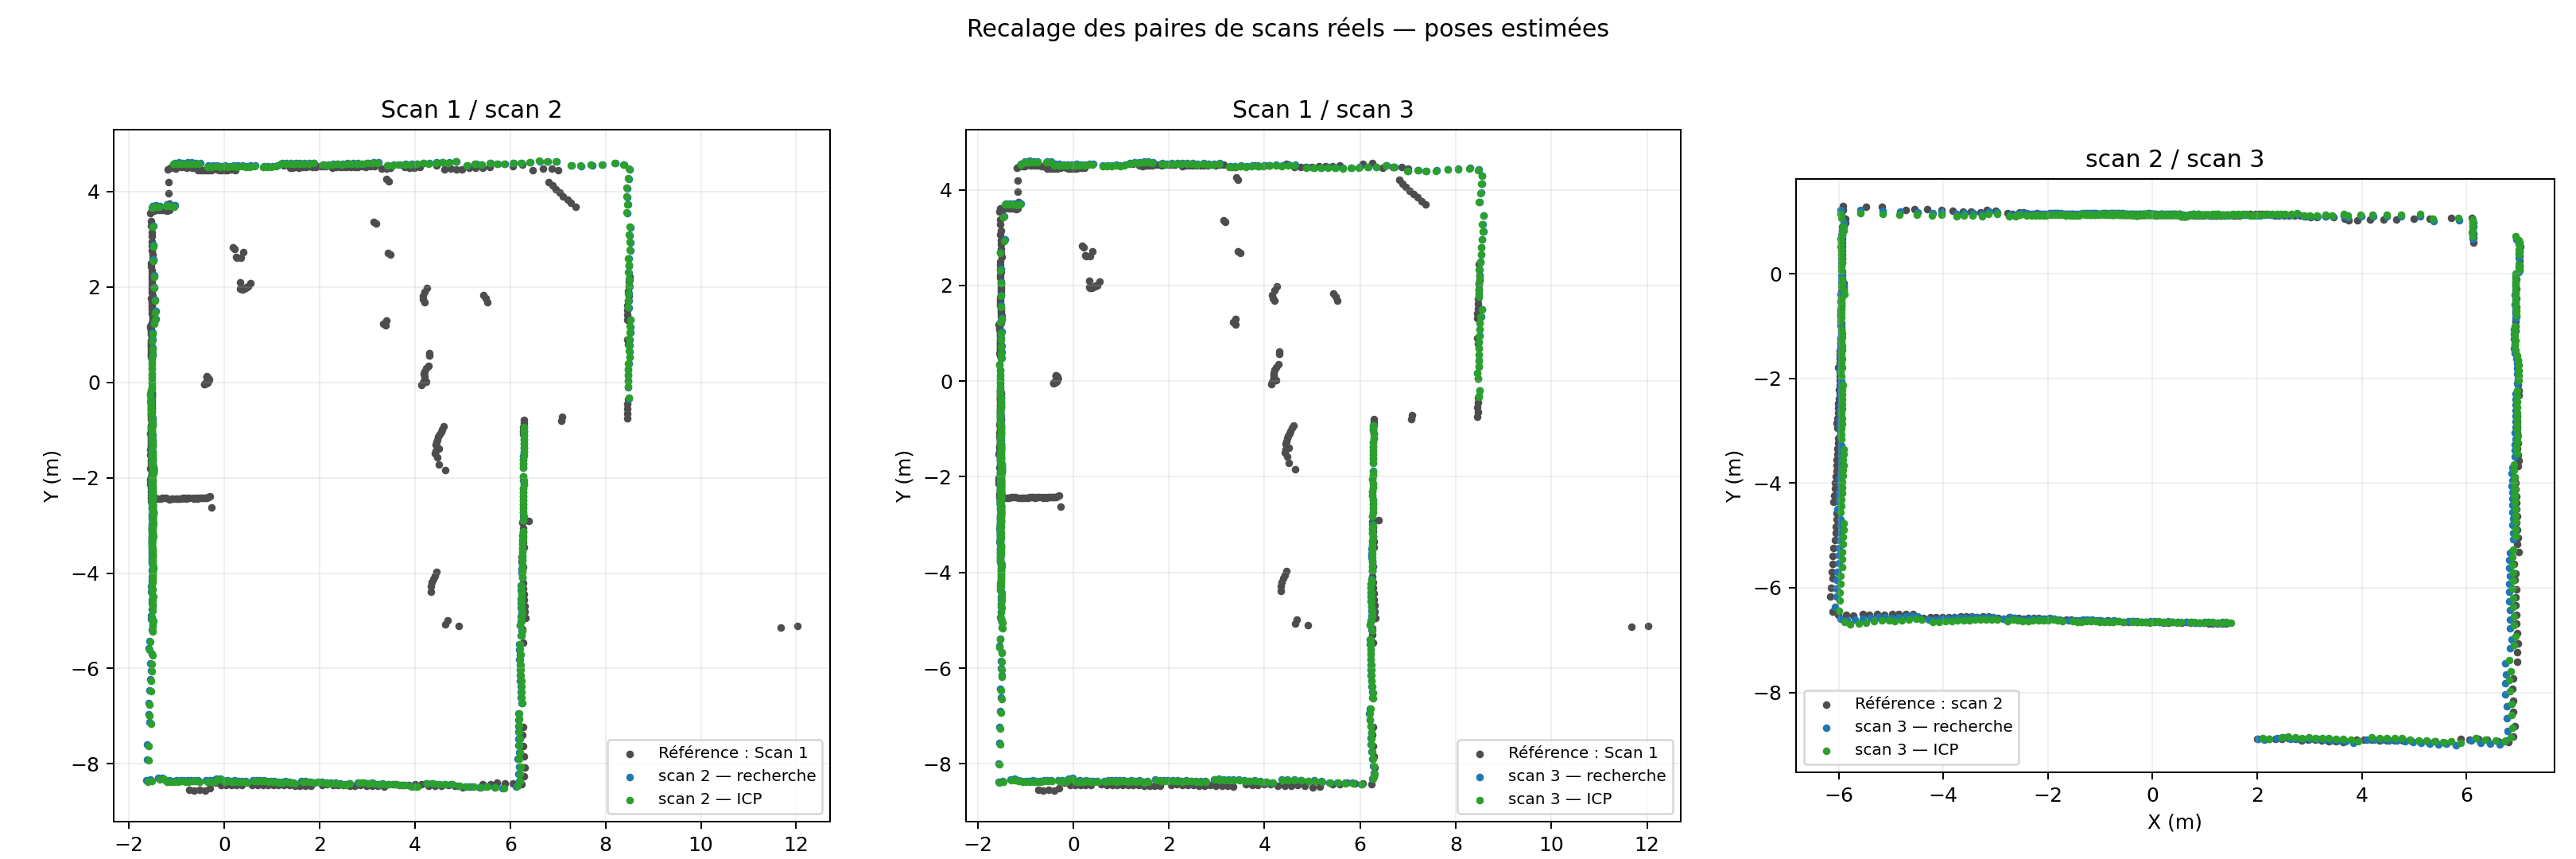 Recalage des paires de scans réels — poses estimées
Scan 1 / scan 2
Y (m)
4
2
0
−2
−4
−6
−8
−2 0 2 4 6 8 10 12
Référence : Scan 1
scan 2 — recherche
scan 2 — ICP
Scan 1 / scan 3
Y (m)
4
2
0
−2
−4
−6
−8
−2 0 2 4 6 8 10 12
Référence : Scan 1
scan 3 — recherche
scan 3 — ICP
scan 2 / scan 3
Y (m)
0
−2
−4
−6
−8
−6 −4 −2 0 2 4 6
X (m)
Référence : scan 2
scan 3 — recherche
scan 3 — ICP